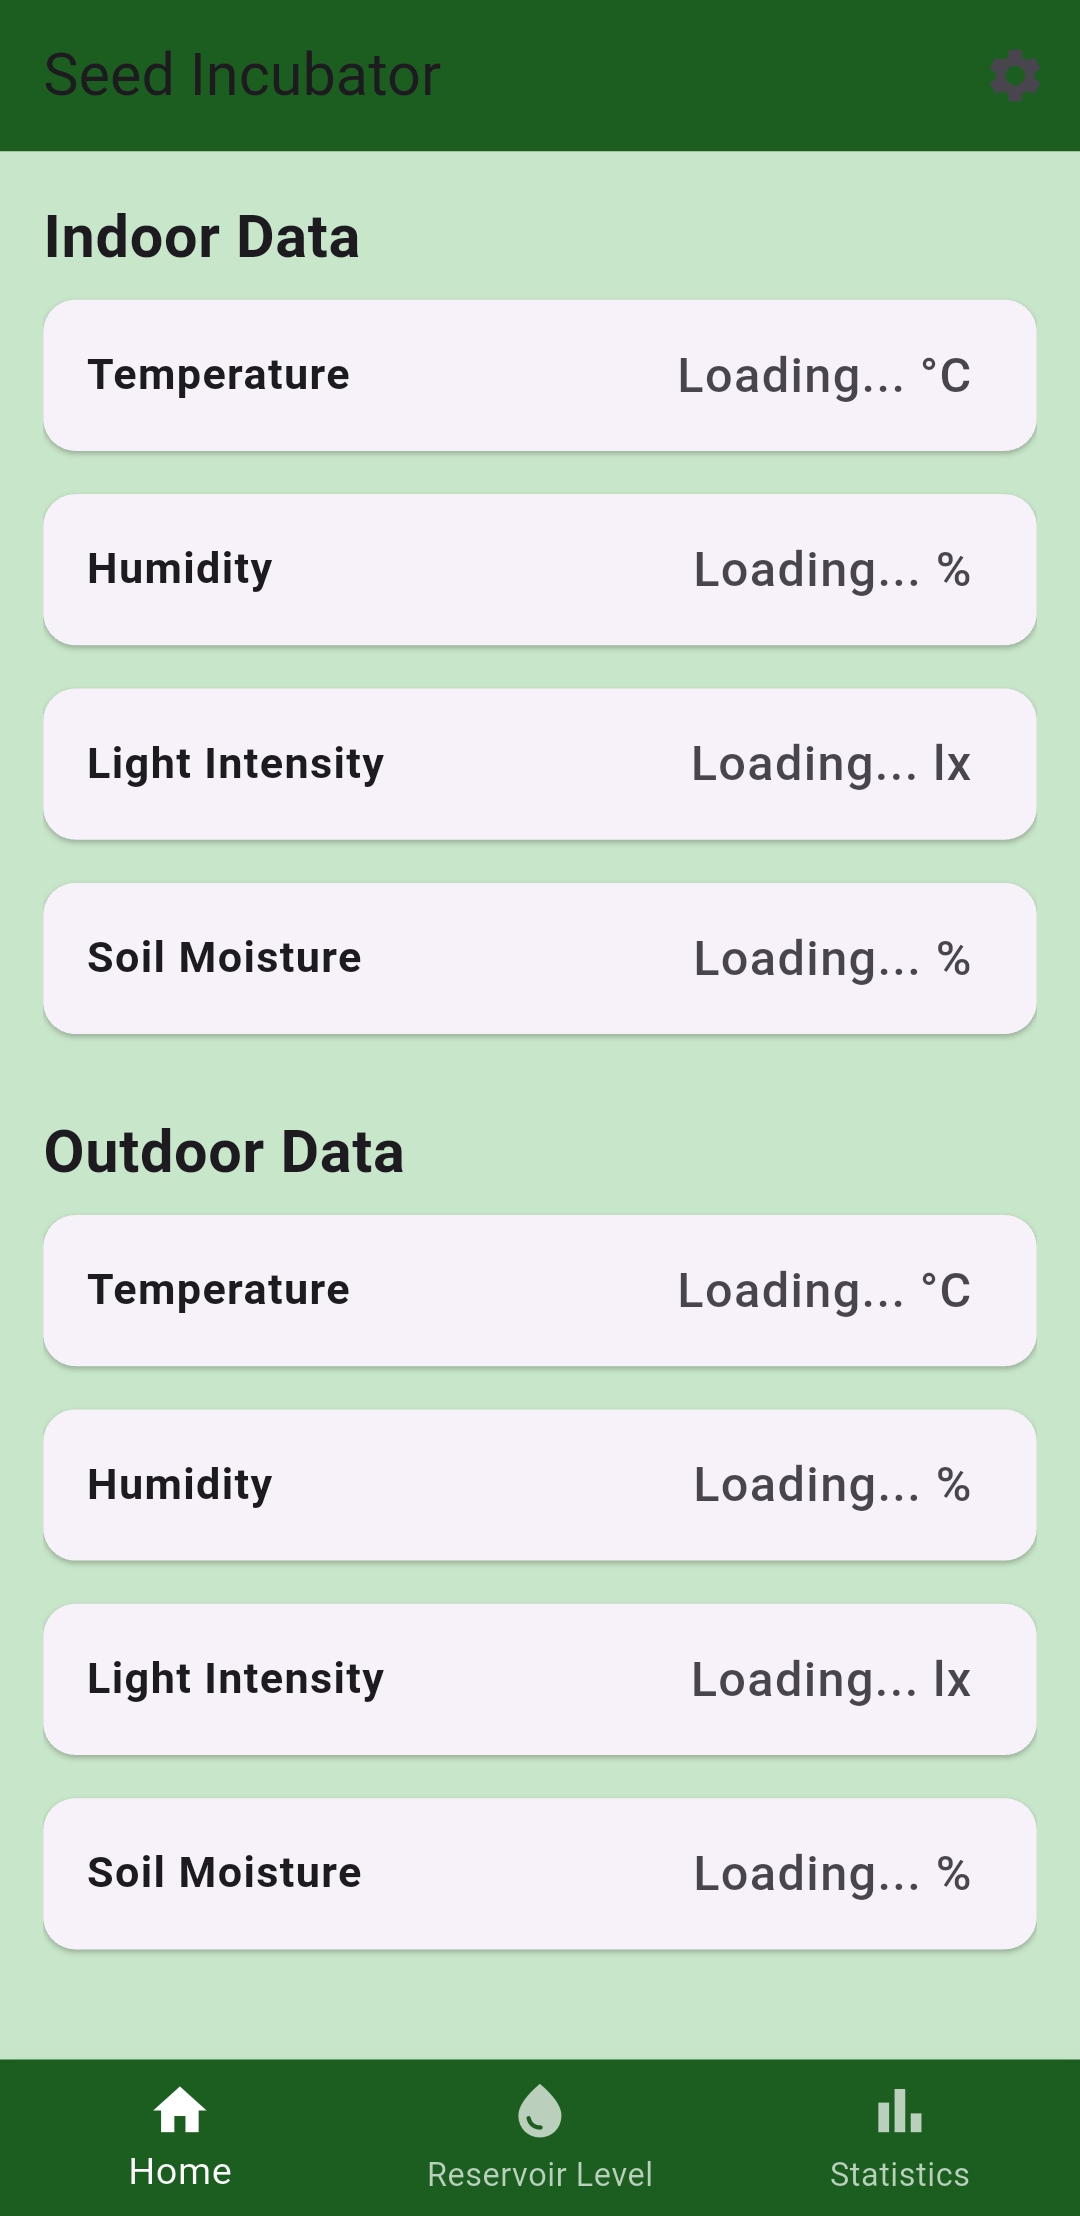 Seed Incubator
Indoor Data
Temperature Loading... °C
Humidity Loading... %
Light Intensity Loading... lx
Soil Moisture Loading... %
Outdoor Data
Temperature Loading... °C
Humidity Loading... %
Light Intensity Loading... lx
Soil Moisture Loading... %
Home Reservoir Level Statistics